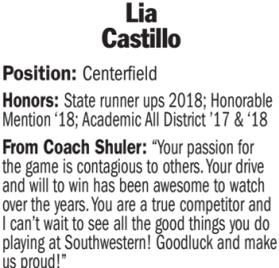 Lia
Castillo
Position: Centerfield
Honors: State runner ups 2018; Honorable
Mention ‘18; Academic All District ’17 & ‘18
From Coach Shuler: “Your passion for
the game is contagious to others. Your drive
and will to win has been awesome to watch
over the years. You are a true competitor and
I can’t wait to see all the good things you do
playing at Southwestern! Goodluck and make
us proud!”